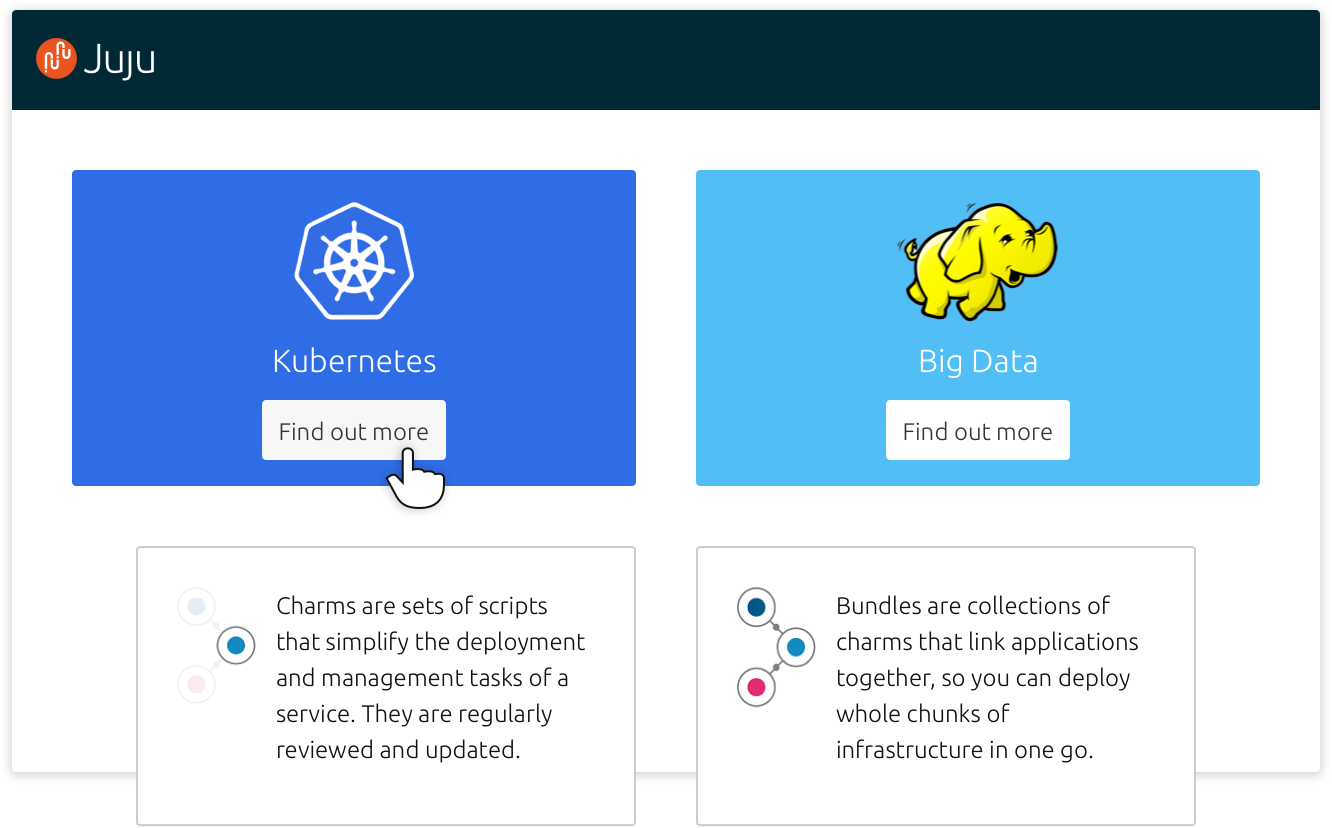 Juju
Kubernetes
Find out more
Big Data
Find out more
Charms are sets of scripts
that simplify the deployment
and management tasks of a
service. They are regularly
reviewed and updated.
Bundles are collections of
charms that link applications
together, so you can deploy
whole chunks of
infrastructure in one go.